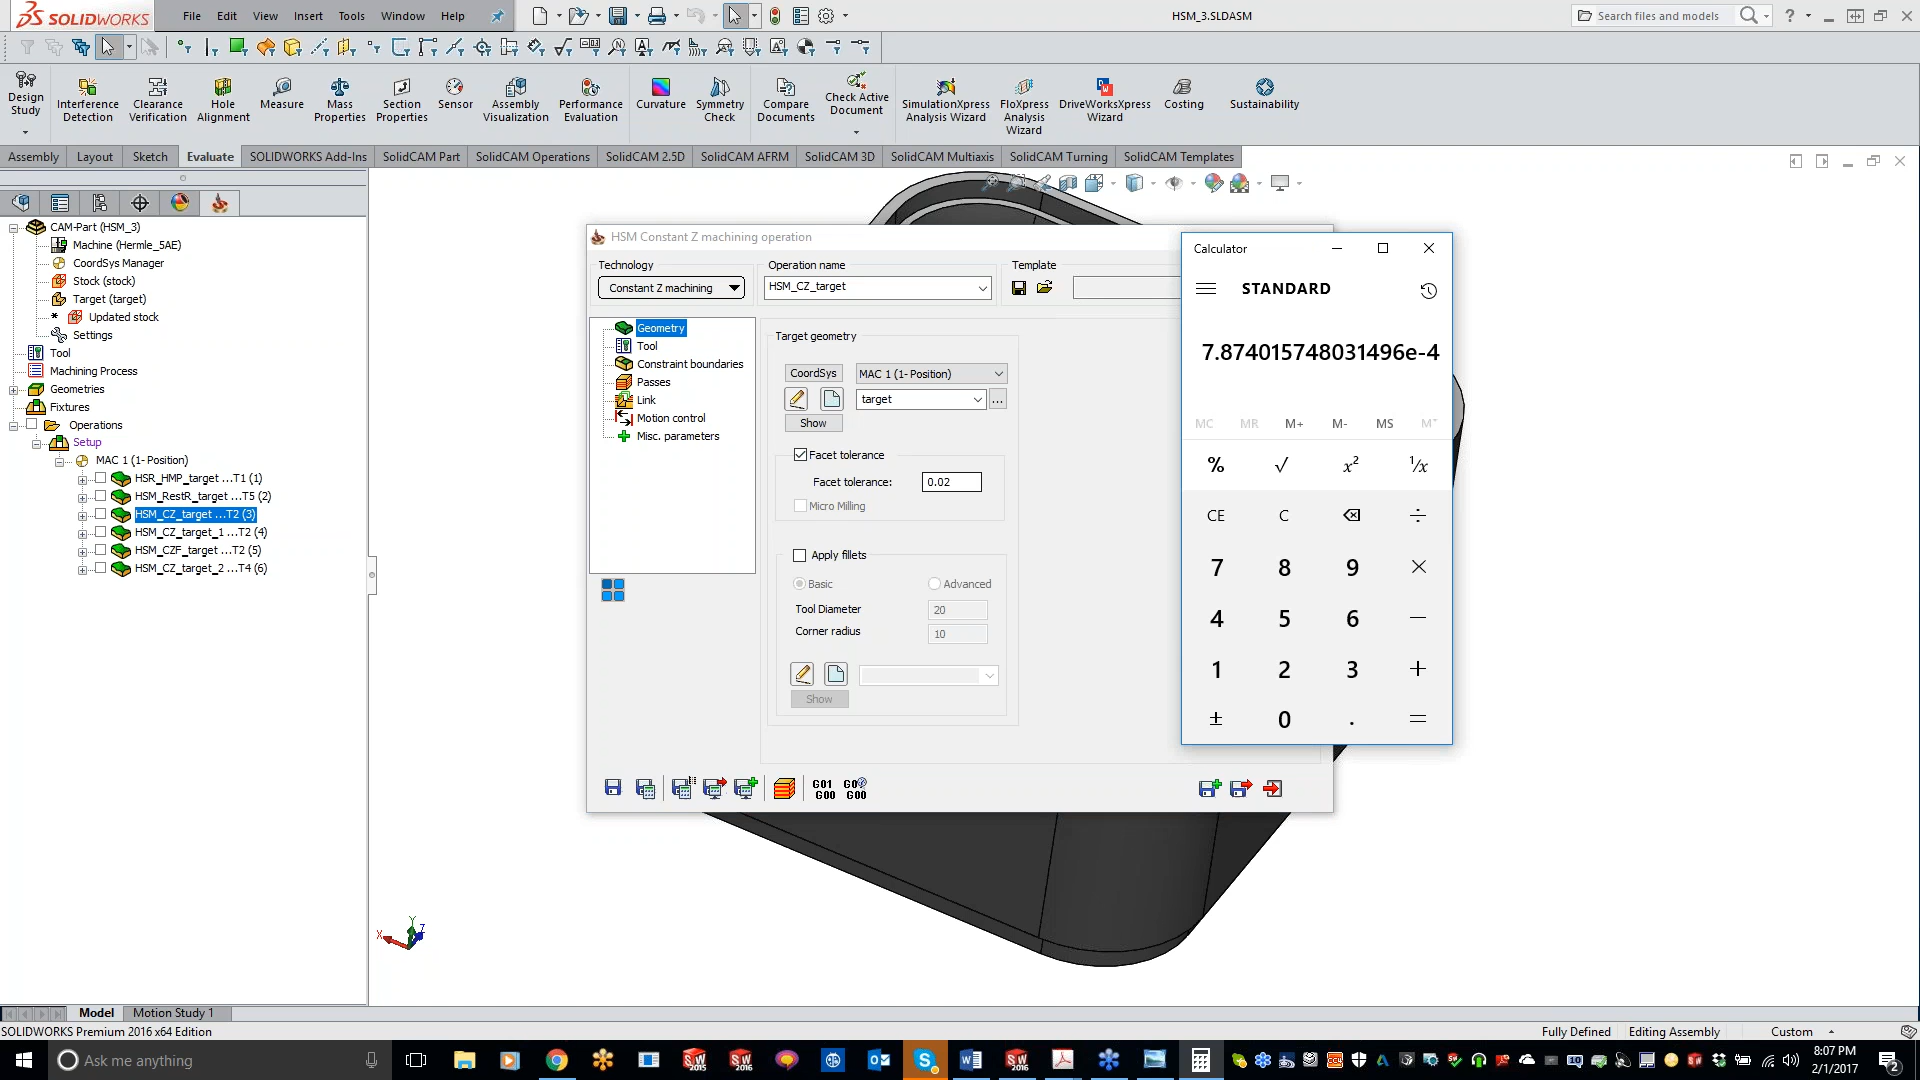 SOLIDWORKS File Edit View Insert Tools Window Help HSM_3.SLDASM Search files and models ?
Design Study
Interference Detection
Clearance Verification
Hole Alignment
Measure
Mass Properties
Section Properties
Sensor
Assembly Visualization
Performance Evaluation
Curvature
Symmetry Check
Compare Documents
Check Active Document
SimulationXpress Analysis Wizard
FloXpress Analysis Wizard
DriveWorksXpress Wizard
Costing
Sustainability
Assembly Layout Sketch Evaluate SOLIDWORKS Add-Ins SolidCAM Part SolidCAM Operations SolidCAM 2.5D SolidCAM AFRM SolidCAM 3D SolidCAM Multiaxis SolidCAM Turning SolidCAM Templates
CAM-Part (HSM_3)
Machine (Hermle_5AE)
CoordSys Manager
Stock (stock)
Target (target)
* Updated stock
Settings
Tool
Machining Process
Geometries
Fixtures
Operations
Setup
MAC 1 (1- Position)
HSR_HMP_target ...T1 (1)
HSM_RestR_target ...T5 (2)
HSM_CZ_target ...T2 (3)
HSM_CZ_target_1 ...T2 (4)
HSM_CZF_target ...T2 (5)
HSM_CZ_target_2 ...T4 (6)
HSM Constant Z machining operation
Technology
Constant Z machining
Operation name
HSM_CZ_target
Template
Geometry
Tool
Constraint boundaries
Passes
Link
Motion control
Misc. parameters
Target geometry
CoordSys MAC 1 (1- Position)
target ...
Show
Facet tolerance
Facet tolerance: 0.02
Micro Milling
Apply fillets
Basic Advanced
Tool Diameter 20
Corner radius 10
Show
G01 G00
G0 G00
Calculator
STANDARD
7.874015748031496e-4
MC MR M+ M- MS M˅
% √ x² ¹/x
CE C ÷
7 8 9 ×
4 5 6 −
1 2 3 +
± 0 . =
X Y Z
Model Motion Study 1
SOLIDWORKS Premium 2016 x64 Edition Fully Defined Editing Assembly Custom
Ask me anything
SW 2015
SW 2016
SW 2016
8:07 PM
2/1/2017
2